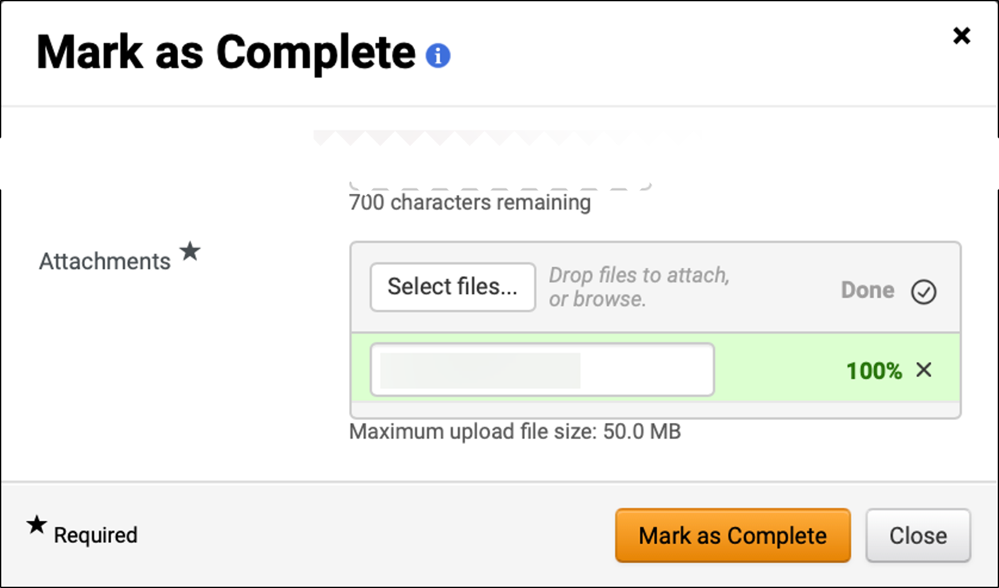 Mark as Complete
700 characters remaining
Attachments ★
Select files...
Drop files to attach,
or browse.
Done
100%
Maximum upload file size: 50.0 MB
★ Required
Mark as Complete
Close